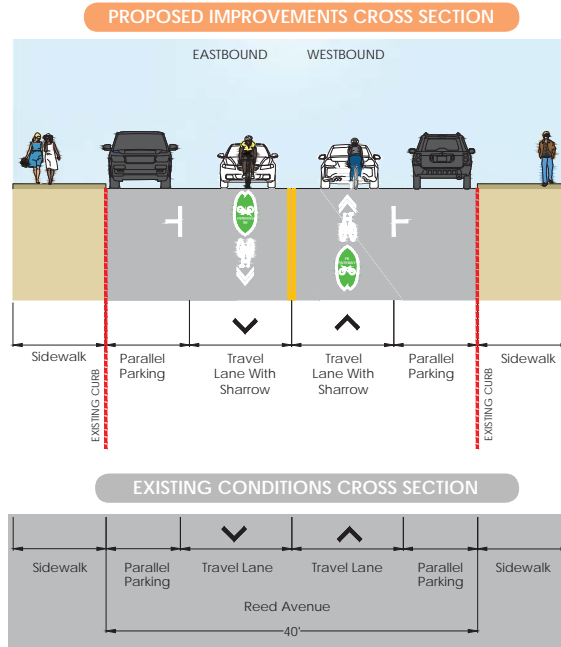 PROPOSED IMPROVEMENTS CROSS SECTION
EASTBOUND WESTBOUND
Sidewalk Parallel Parking Travel Lane With Sharrow Travel Lane With Sharrow Parallel Parking Sidewalk
EXISTING CURB
EXISTING CURB
EXISTING CONDITIONS CROSS SECTION
Sidewalk Parallel Parking Travel Lane Travel Lane Parallel Parking Sidewalk
Reed Avenue
40'